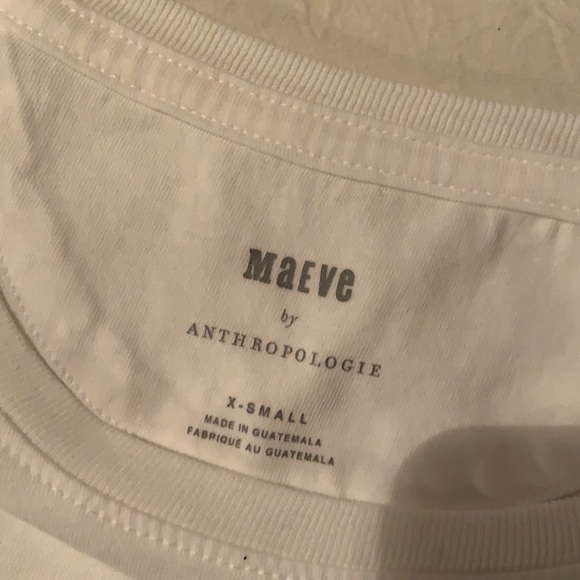 MaEVe
by
ANTHROPOLOGIE
X-SMALL
MADE IN GUATEMALA
FABRIQUÉ AU GUATEMALA